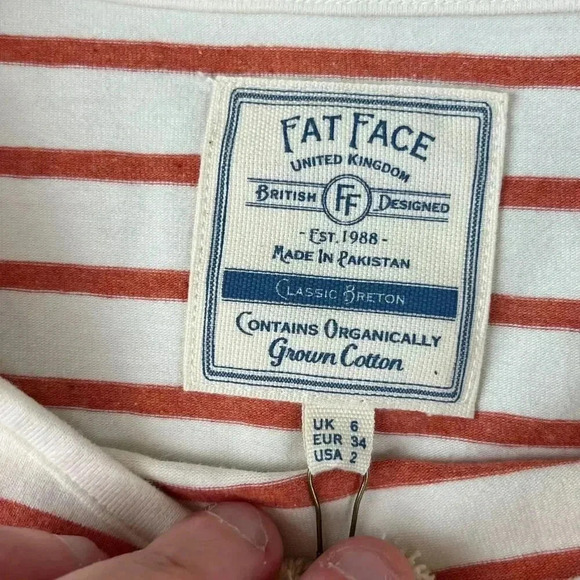 FAT FACE
UNITED KINGDOM
BRITISH FF DESIGNED
- EST. 1988 -
MADE IN PAKISTAN
CLASSIC BRETON
CONTAINS ORGANICALLY
Grown Cotton
UK 6
EUR 34
USA 2